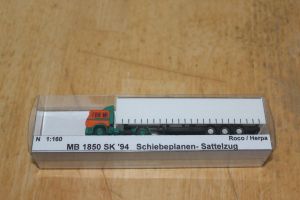 N 1:160 Roco / Herpa
MB 1850 SK '94 Schiebeplanen- Sattelzug